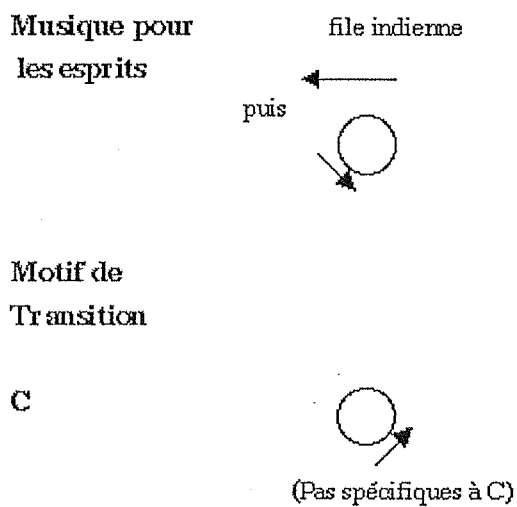 Musique pour
les esprits
file indienne
puis
Motif de
Transition
C
(Pas spécifiques à C)